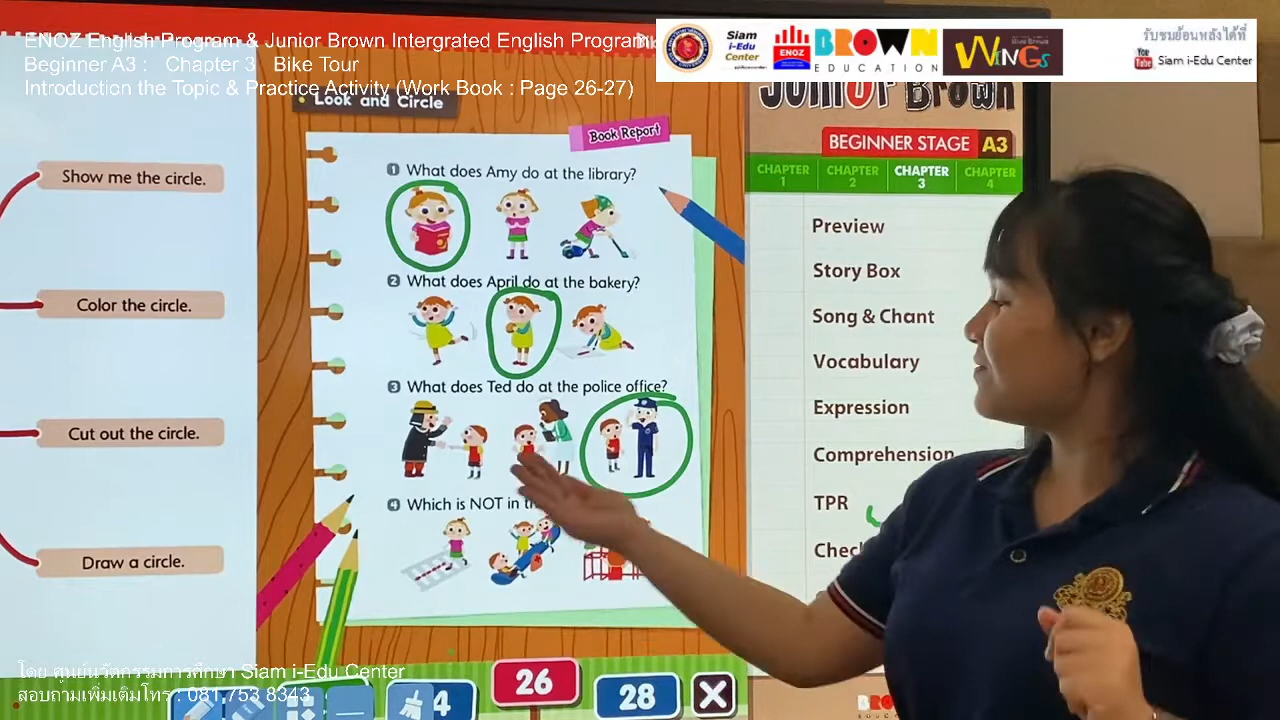 ENOZ English Program & Junior Brown Intergrated English Program
Beginner A3 : Chapter 3 Bike Tour
Introduction the Topic & Practice Activity (Work Book : Page 26-27)
Siam
i-Edu
Center
ENOZ
BROWN
EDUCATION
WiNGs
รับชมย้อนหลังได้ที่
You
Tube
Siam i-Edu Center
Look and Circle
Book Report
Show me the circle.
Color the circle.
Cut out the circle.
Draw a circle.
1 What does Amy do at the library?
2 What does April do at the bakery?
3 What does Ted do at the police office?
4 Which is NOT in
Junior Brown
BEGINNER STAGE A3
CHAPTER 1
CHAPTER 2
CHAPTER 3
CHAPTER 4
Preview
Story Box
Song & Chant
Vocabulary
Expression
Comprehension
TPR
โดย ศูนย์นวัตกรรมการศึกษา Siam i-Edu Center
สอบถามเพิ่มเติมโทร : 081 753 8343
4
26
28
X